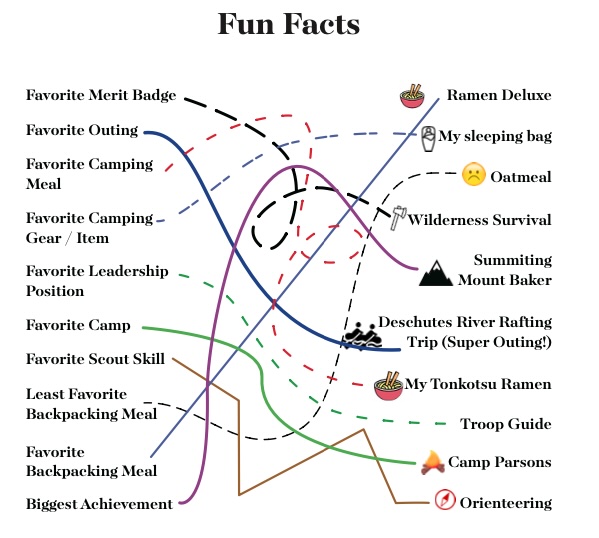 Fun Facts
Favorite Merit Badge
Favorite Outing
Favorite Camping
Meal
Favorite Camping
Gear / Item
Favorite Leadership
Position
Favorite Camp
Favorite Scout Skill
Least Favorite
Backpacking Meal
Favorite
Backpacking Meal
Biggest Achievement
Ramen Deluxe
My sleeping bag
Oatmeal
Wilderness Survival
Summiting
Mount Baker
Deschutes River Rafting
Trip (Super Outing!)
My Tonkotsu Ramen
Troop Guide
Camp Parsons
Orienteering